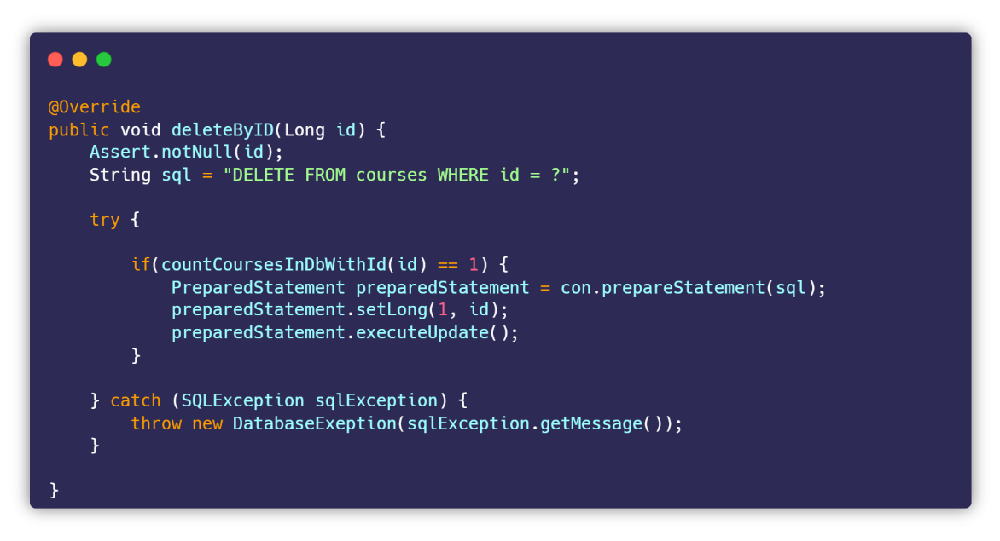 @Override
public void deleteByID(Long id) {
    Assert.notNull(id);
    String sql = "DELETE FROM courses WHERE id = ?";
    try {
        if(countCoursesInDbWithId(id) == 1) {
            PreparedStatement preparedStatement = con.prepareStatement(sql);
            preparedStatement.setLong(1, id);
            preparedStatement.executeUpdate();
        }
    } catch (SQLException sqlException) {
        throw new DatabaseExeption(sqlException.getMessage());
    }
}